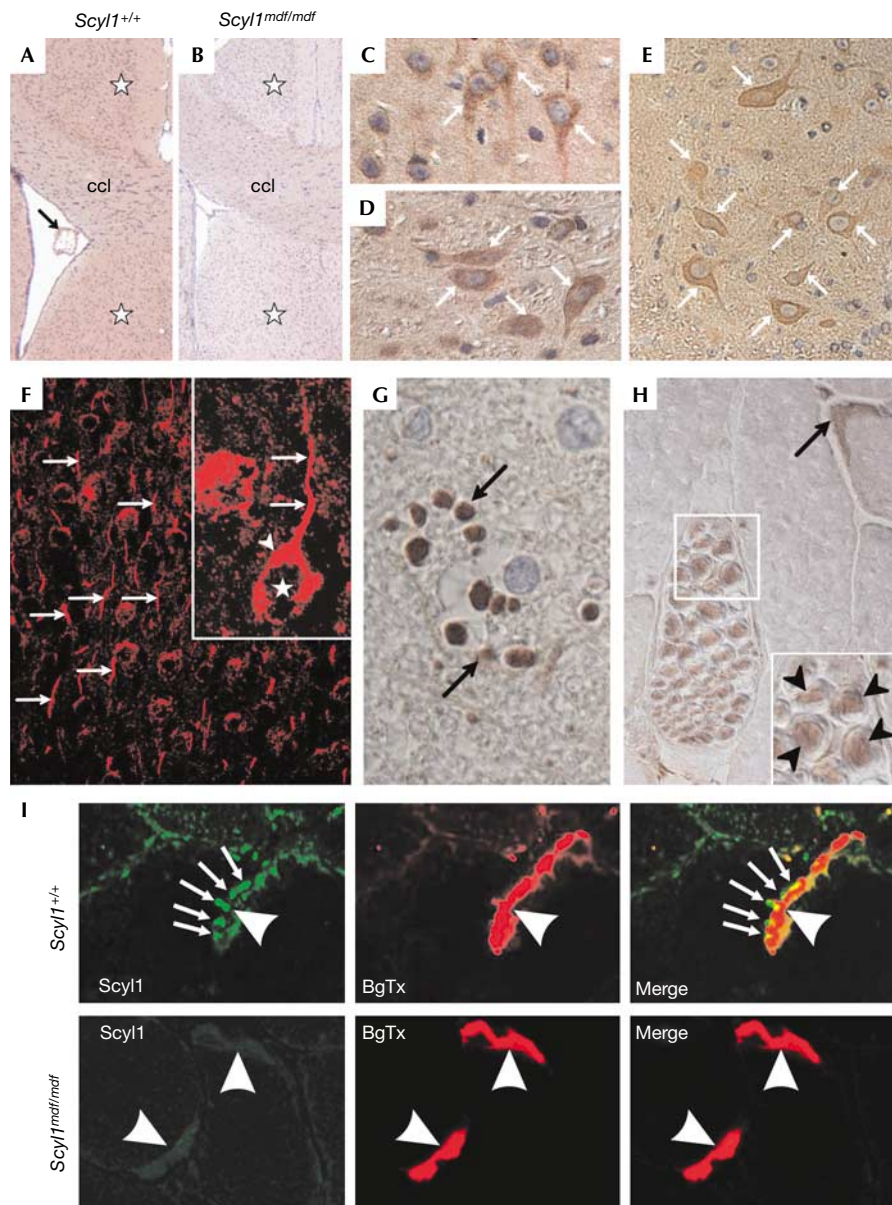 Scyl1+/+ Scyl1mdf/mdf
A B C E
ccl ccl
D
F G H
I
Scyl1+/+
Scyl1 BgTx Merge
Scyl1 BgTx Merge
Scyl1mdf/mdf